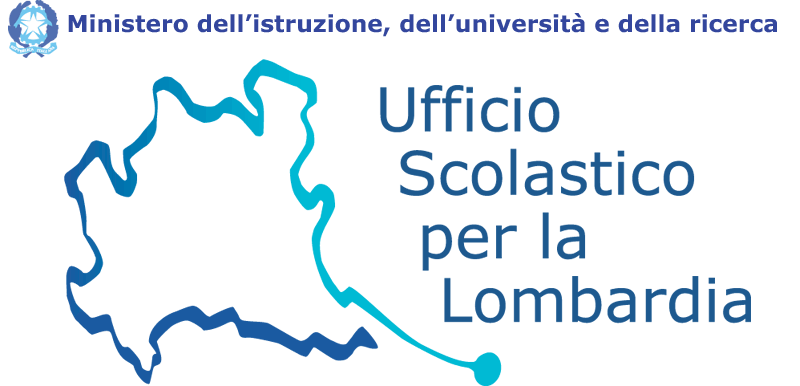 Ministero dell'istruzione, dell'università e della ricerca
Ufficio
Scolastico
per la
Lombardia